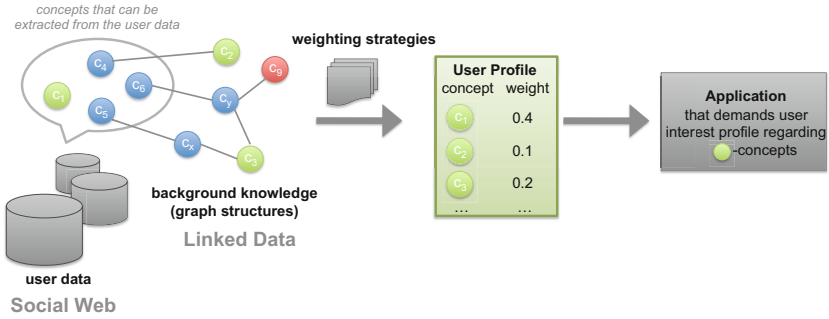 concepts that can be
extracted from the user data
c4
c2
c9
c6
c1
cy
c5
cx
c3
background knowledge
(graph structures)
Linked Data
user data
Social Web
weighting strategies
User Profile
concept weight
c1 0.4
c2 0.1
c3 0.2
... ...
Application
that demands user
interest profile regarding
-concepts